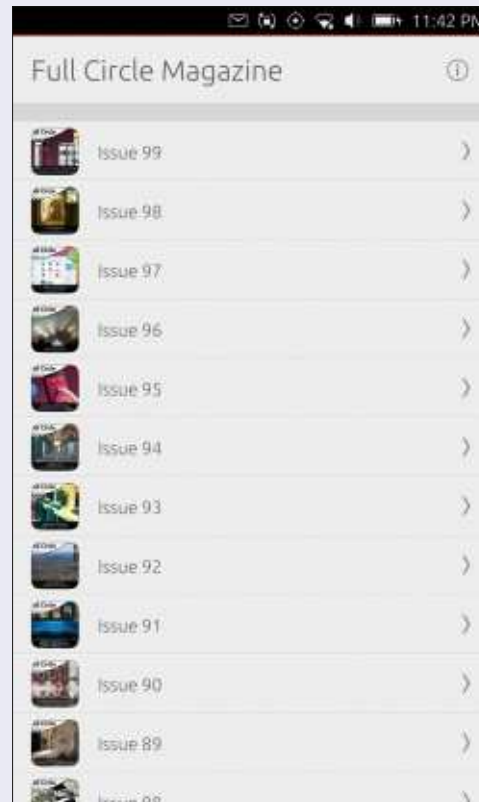 11:42 PM
Full Circle Magazine
Issue 99
Issue 98
Issue 97
Issue 96
Issue 95
Issue 94
Issue 93
Issue 92
Issue 91
Issue 90
Issue 89